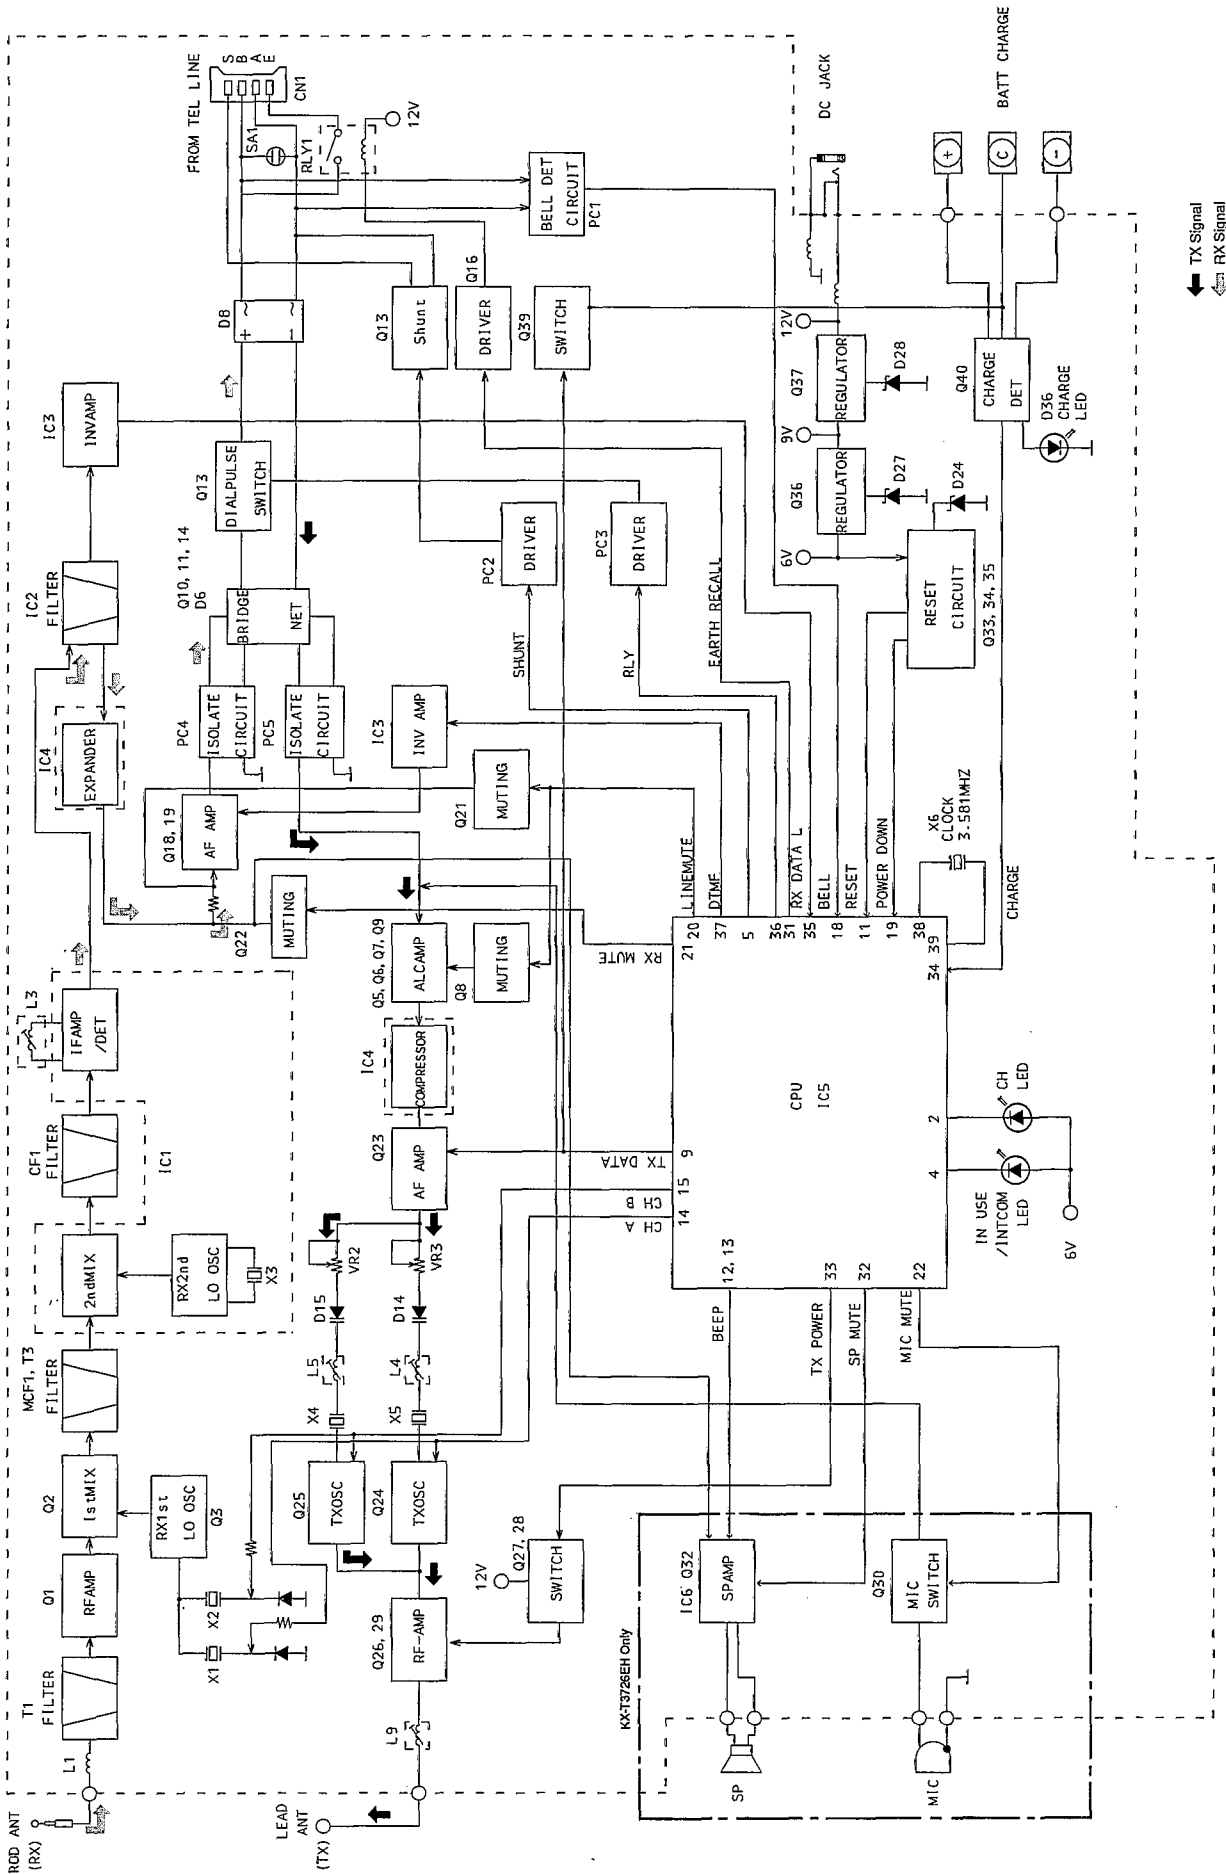 ROD ANT
(RX)
L1
T1
FILTER
Q1
RFAMP
Q2
1stMIX
MCF1, T3
FILTER
2ndMIX
CF1
FILTER
L3
IFAMP
/DET
IC1
RX1st
LO OSC
Q3
X1
X2
RX2nd
LO OSC
X3
IC4
EXPANDER
IC2
FILTER
IC3
INVAMP
FROM TEL LINE
S
B
A
E
CN1
SA1
RLY1
12V
D8
+
-
~
~
Q13
DIALPULSE
SWITCH
Q10, 11, 14
D6
BRIDGE
NET
PC4
ISOLATE
CIRCUIT
PC5
ISOLATE
CIRCUIT
Q18, 19
AF AMP
Q22
MUTING
Q13
Shunt
Q16
DRIVER
BELL DET
CIRCUIT
PC1
Q39
SWITCH
PC2
DRIVER
PC3
DRIVER
SHUNT
RLY
EARTH RECALL
IC3
INV AMP
Q21
MUTING
Q5, Q6, Q7, Q9
ALCAMP
Q8
MUTING
IC4
COMPRESSOR
Q23
AF AMP
VR2
VR3
D15
D14
L5
L4
X4
X5
Q25
TXOSC
Q24
TXOSC
Q26, 29
RF-AMP
L9
LEAD
ANT
(TX)
12V
Q27, 28
SWITCH
DC JACK
12V
Q37
REGULATOR
D28
9V
Q36
REGULATOR
D27
6V
D24
RESET
CIRCUIT
Q33, 34, 35
BATT CHARGE
+
C
-
Q40
CHARGE
DET
D36
CHARGE
LED
LINEMUTE
DTMF
RX DATA L
BELL
RESET
POWER DOWN
X6
CLOCK
3.581MHZ
CHARGE
RX MUTE
TX DATA
CH B
CH A
21
20
37
5
36
31
35
18
11
19
38
39
34
9
15
14
CPU
IC5
12, 13
33
32
22
4
2
BEEP
TX POWER
SP MUTE
MIC MUTE
IN USE
/INTCOM
LED
CH
LED
6V
KX-T3726EH Only
IC6 Q32
SPAMP
SP
Q30
MIC
SWITCH
MIC
TX Signal
RX Signal